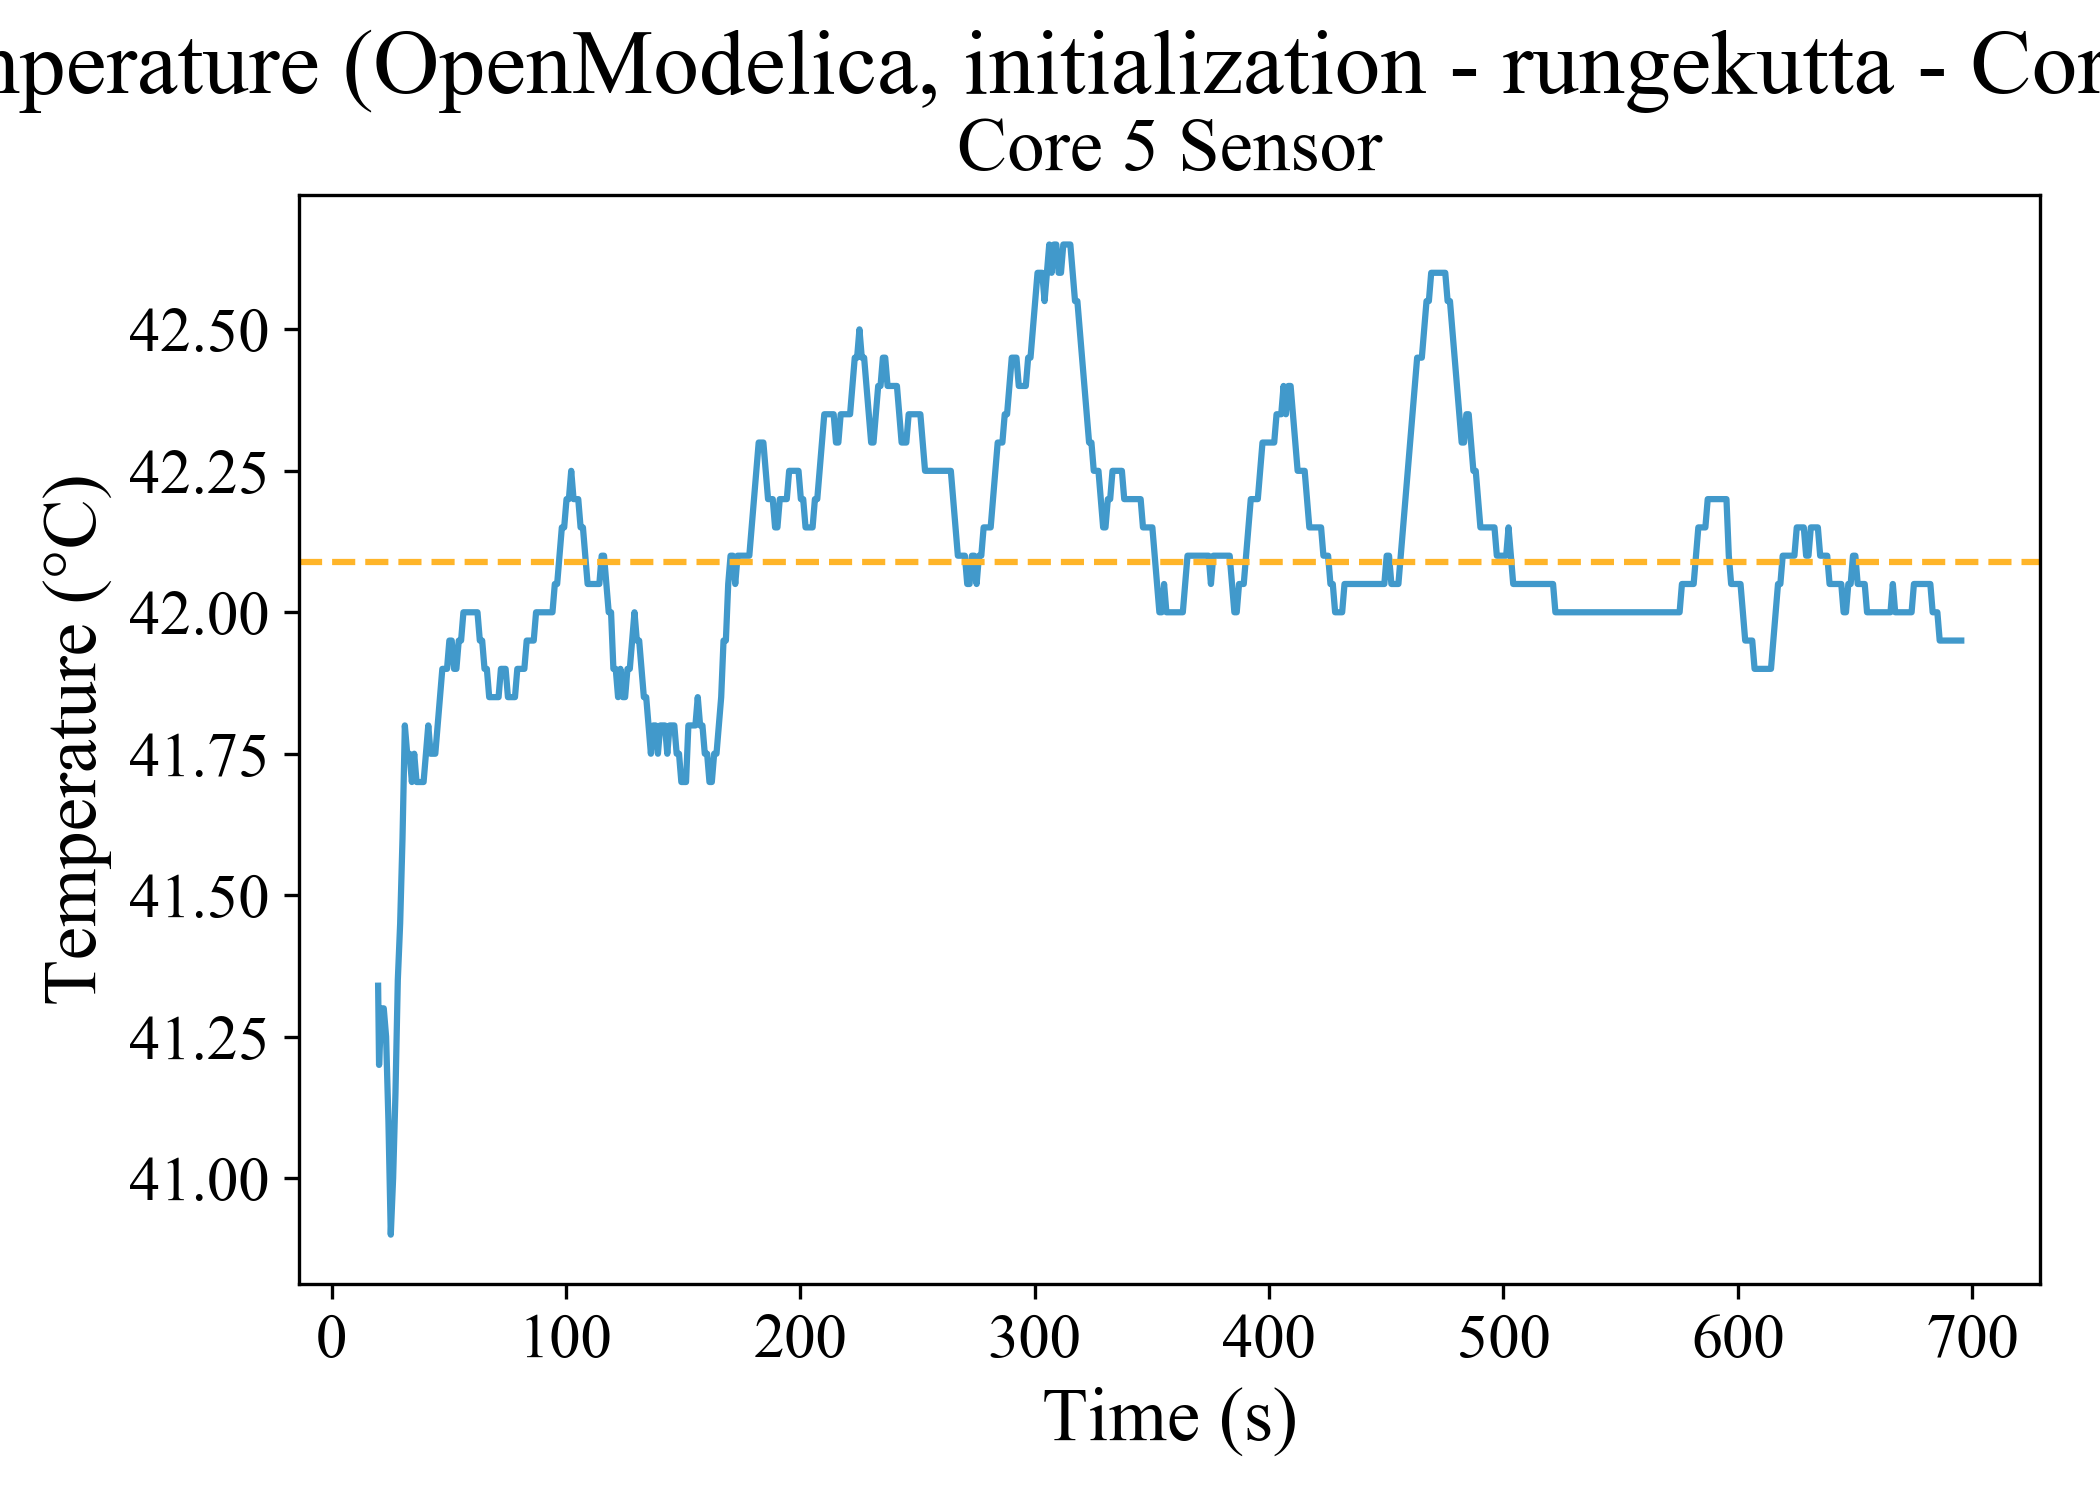 mperature (OpenModelica, initialization - rungekutta - Cor
Core 5 Sensor
42.50
42.25
42.00
41.75
41.50
41.25
41.00
Temperature (°C)
0 100 200 300 400 500 600 700
Time (s)